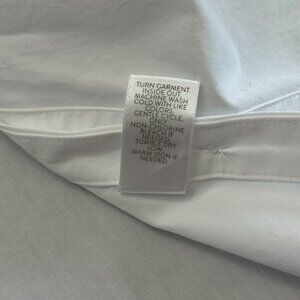 TURN GARMENT
INSIDE OUT.
MACHINE WASH
COLD WITH LIKE
COLORS.
GENTLE CYCLE
ONLY.
NON-CHLORINE
BLEACH IF
NEEDED.
TUMBLE DRY
LOW.
WARM IRON IF
NEEDED.